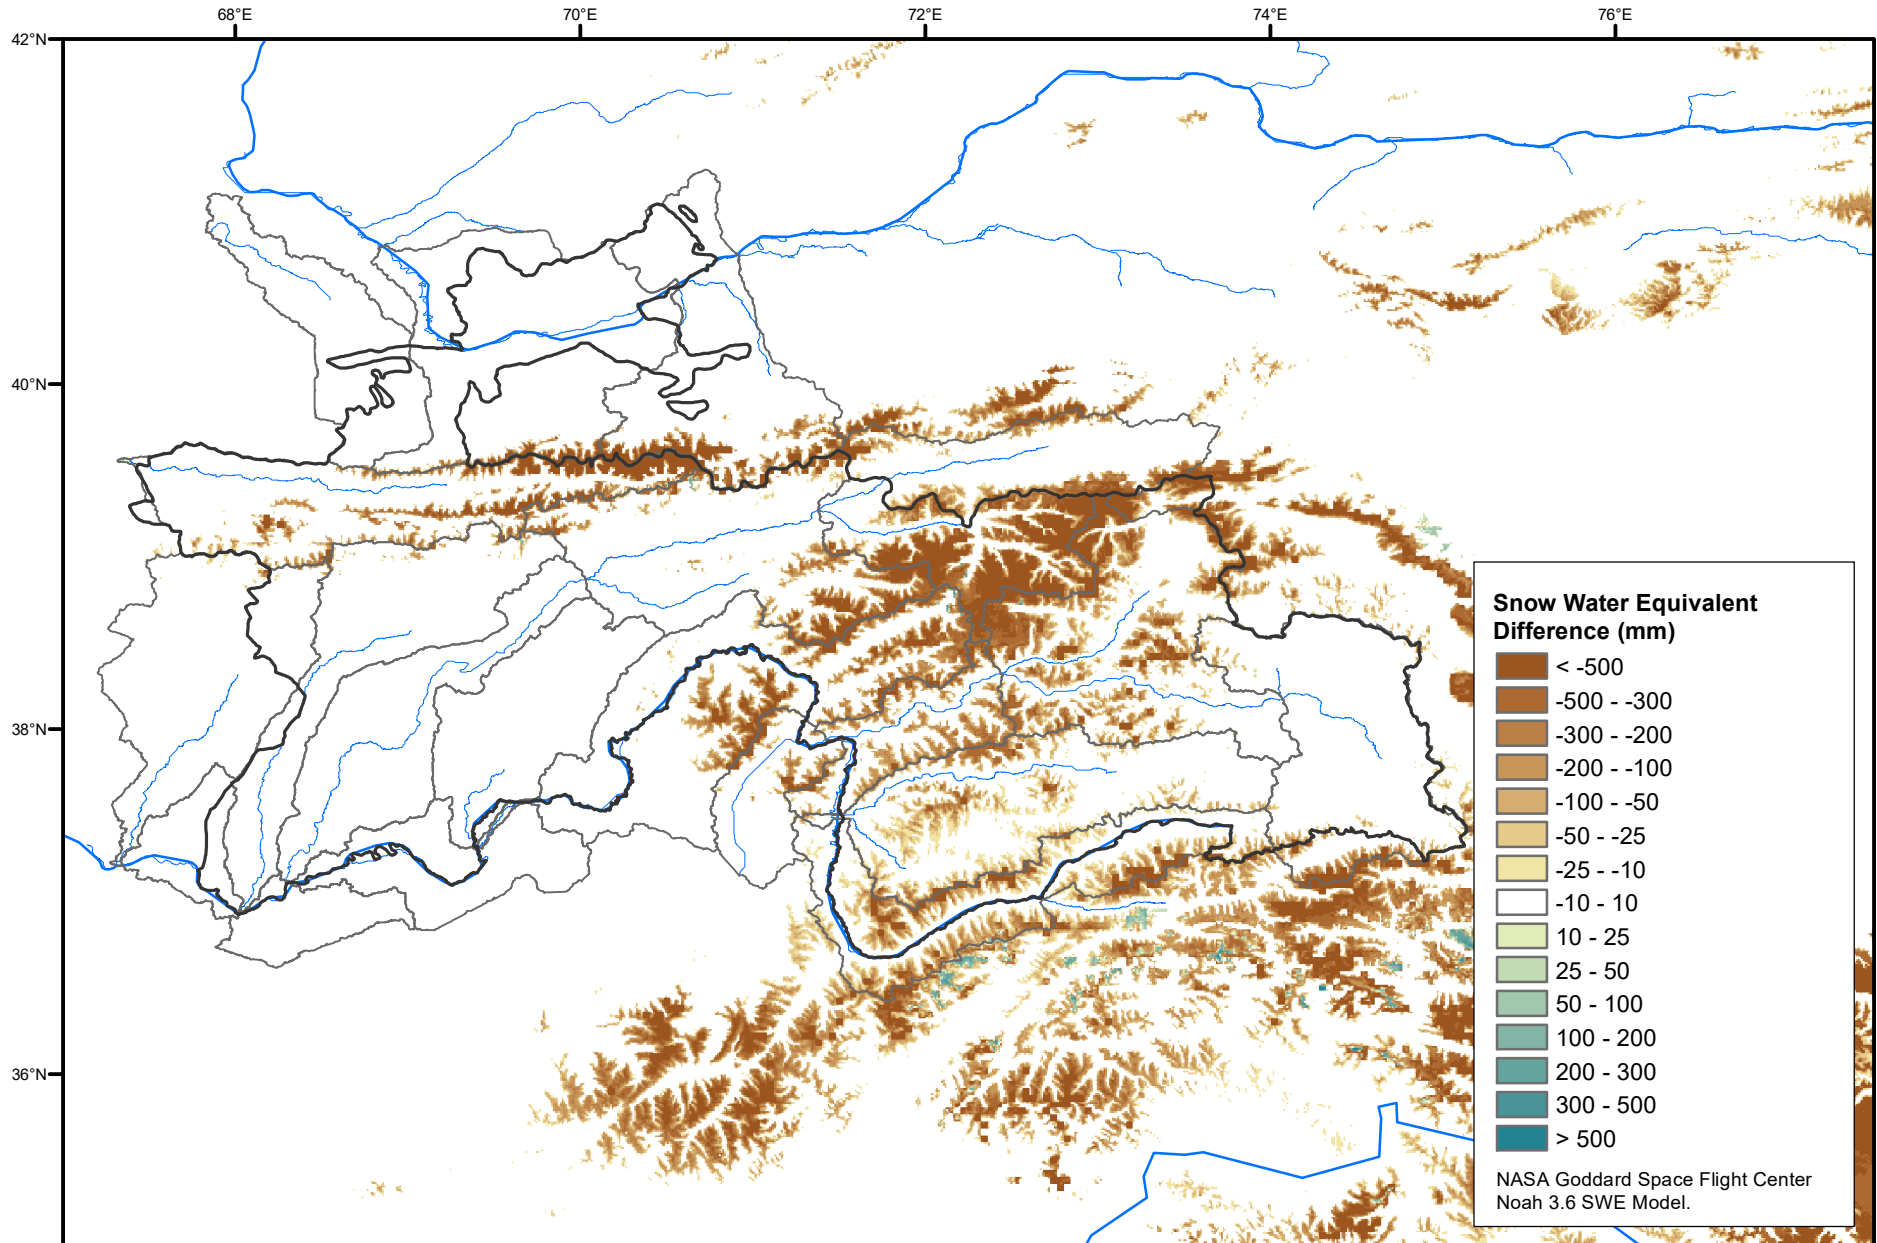 68°E 70°E 72°E 74°E 76°E
42°N
40°N
38°N
36°N
Snow Water Equivalent
Difference (mm)
< -500
-500 - -300
-300 - -200
-200 - -100
-100 - -50
-50 - -25
-25 - -10
-10 - 10
10 - 25
25 - 50
50 - 100
100 - 200
200 - 300
300 - 500
> 500
NASA Goddard Space Flight Center
Noah 3.6 SWE Model.